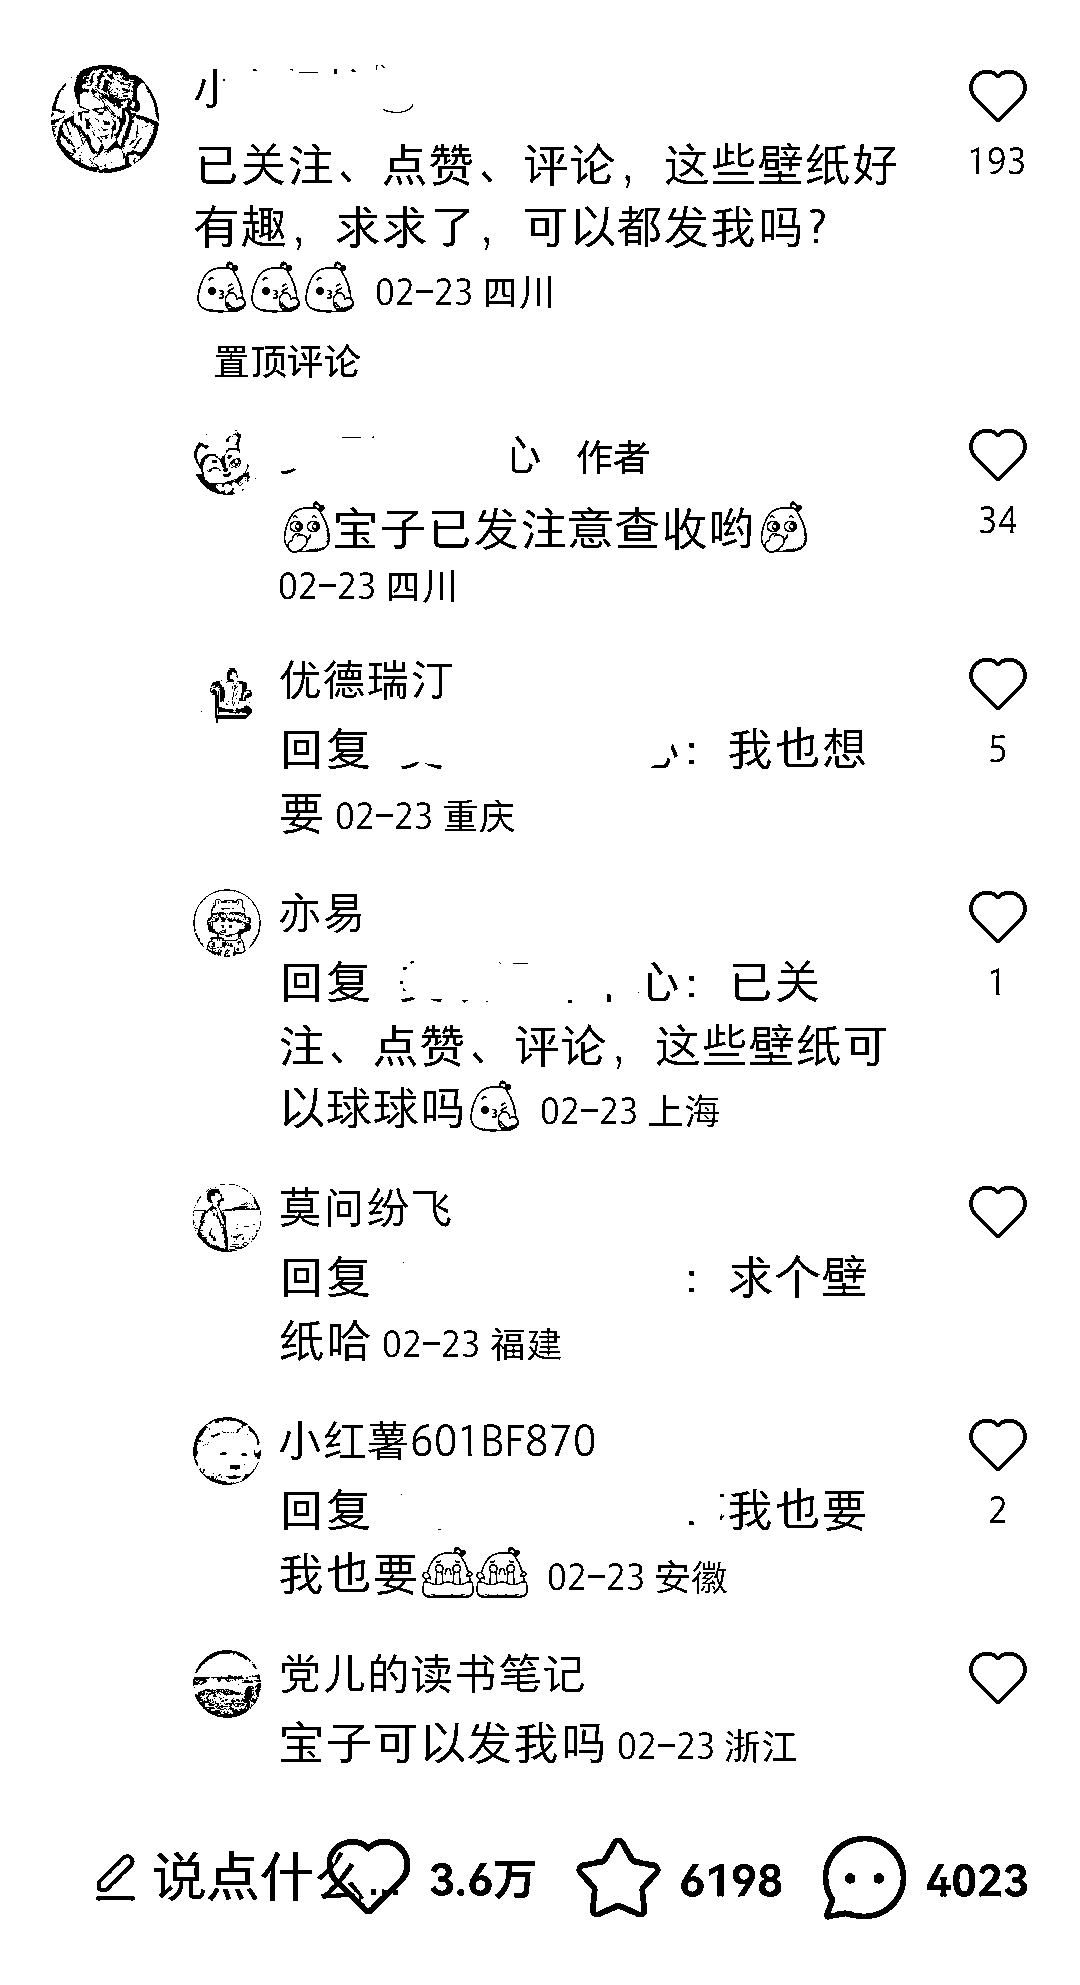 小
193
已关注、点赞、评论，这些壁纸好
有趣，求求了，可以都发我吗？
02-23 四川
置顶评论
心 作者
34
宝子已发注意查收哟
02-23 四川
优德瑞汀
回复 ：我也想
5
要 02-23 重庆
亦易
回复 心：已关
1
注、点赞、评论，这些壁纸可
以球球吗 02-23 上海
莫问纷飞
回复 ：求个壁
纸哈 02-23 福建
小红薯601BF870
回复 ：我也要
2
我也要 02-23 安徽
党儿的读书笔记
宝子可以发我吗 02-23 浙江
说点什么... 3.6万 6198 4023